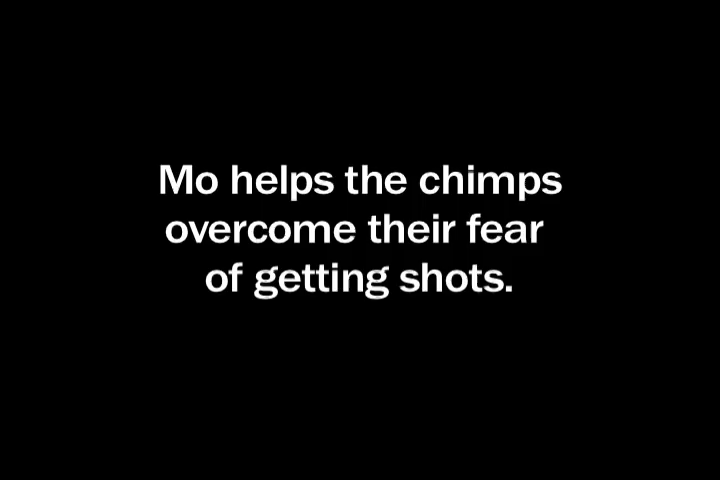 Mo helps the chimps
overcome their fear
of getting shots.